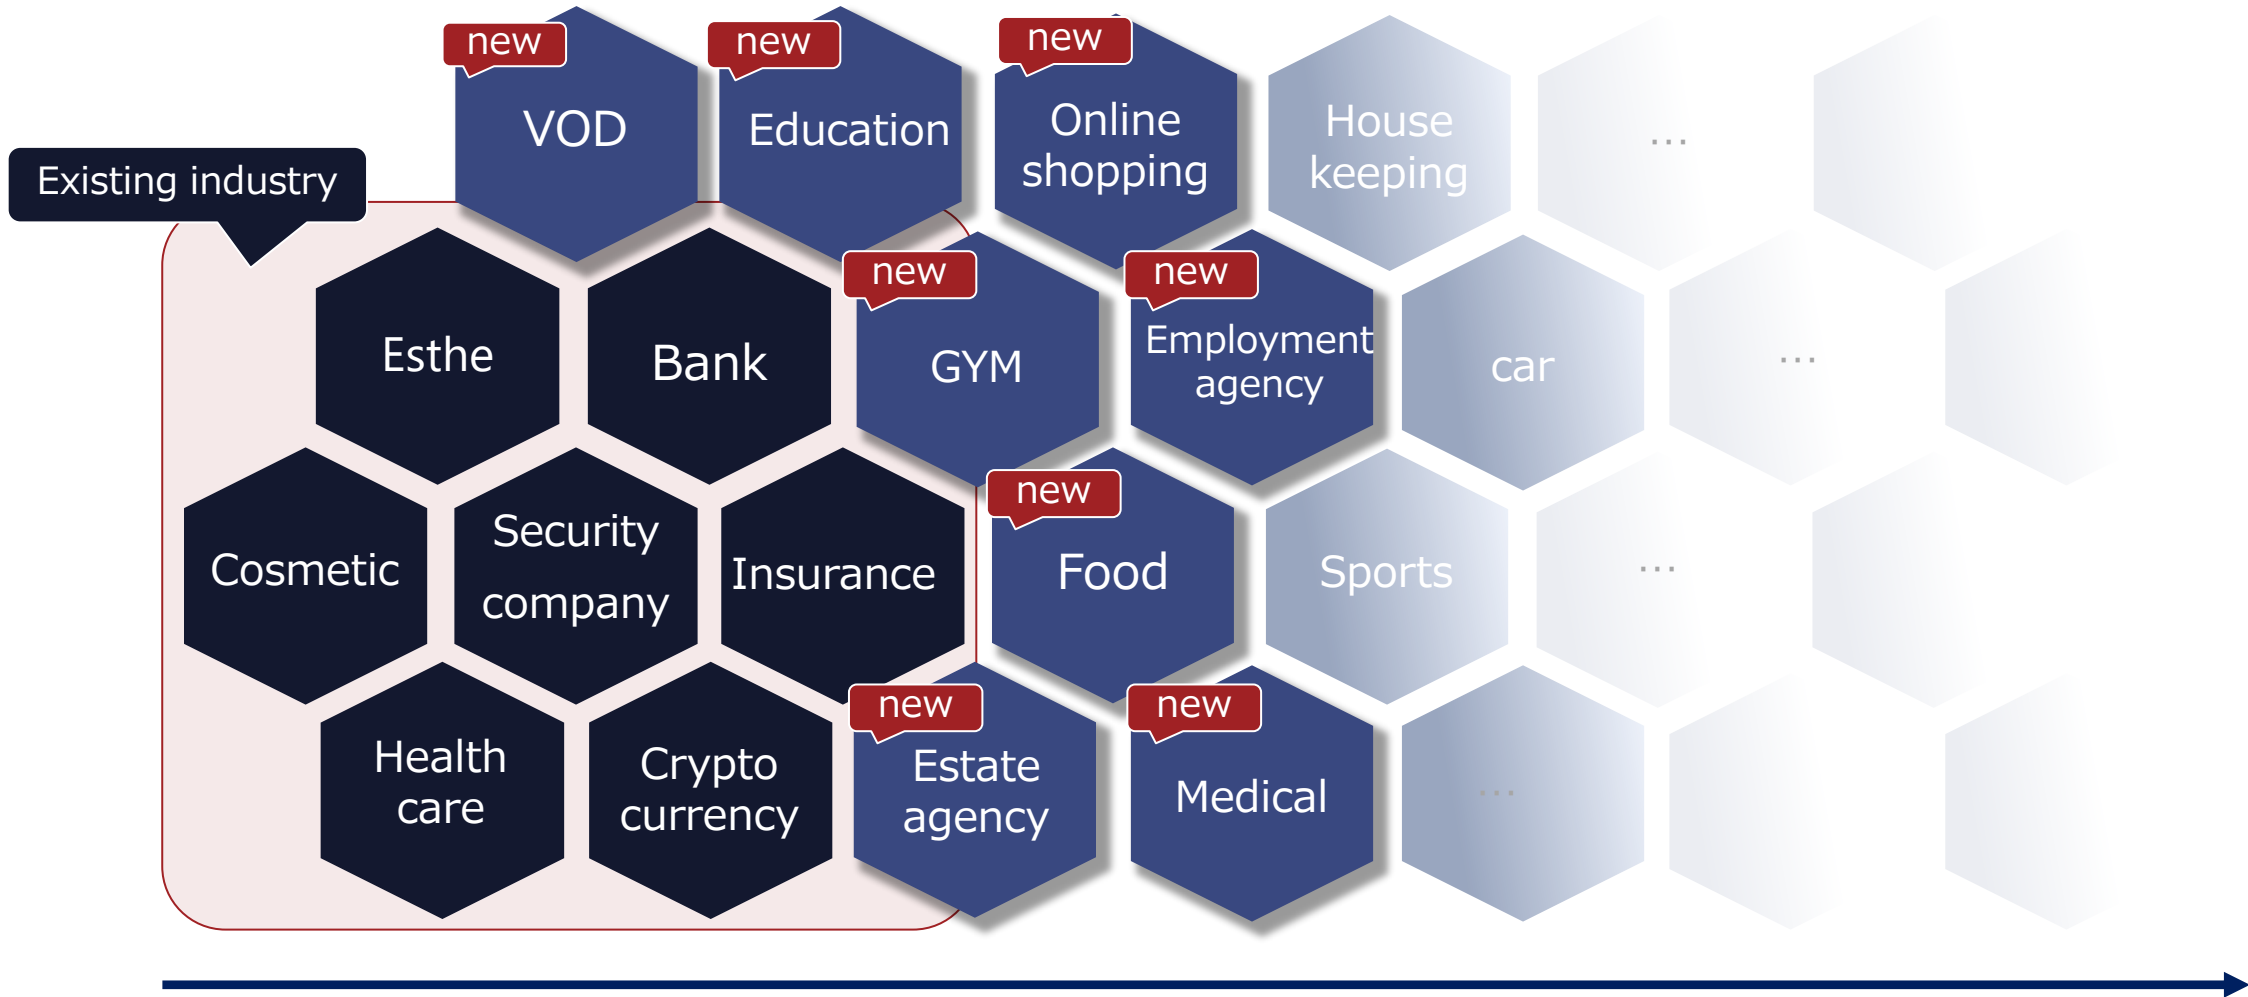 new
new
new
VOD
Education
Online
shopping
House
keeping
…
Existing industry
new
new
Esthe
Bank
GYM
Employment
agency
car
…
new
Cosmetic
Security
company
Insurance
Food
Sports
…
new
new
Health
care
Crypto
currency
Estate
agency
Medical
…